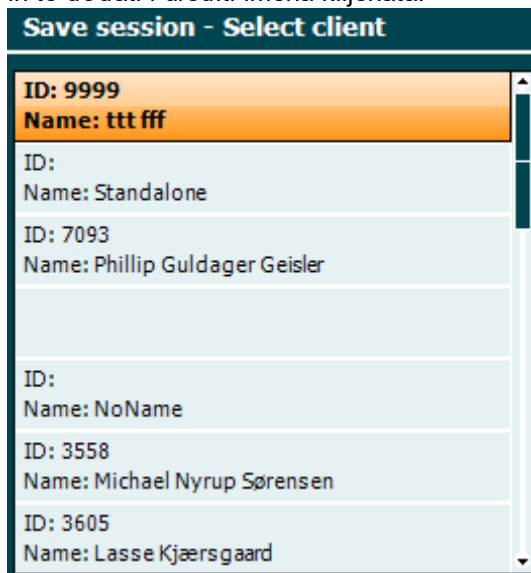 Save session - Select client
ID: 9999
Name: ttt fff
ID:
Name: Standalone
ID: 7093
Name: Phillip Guldager Geisler
ID:
Name: NoName
ID: 3558
Name: Michael Nyrup Sørensen
ID: 3605
Name: Lasse Kjærsgaard